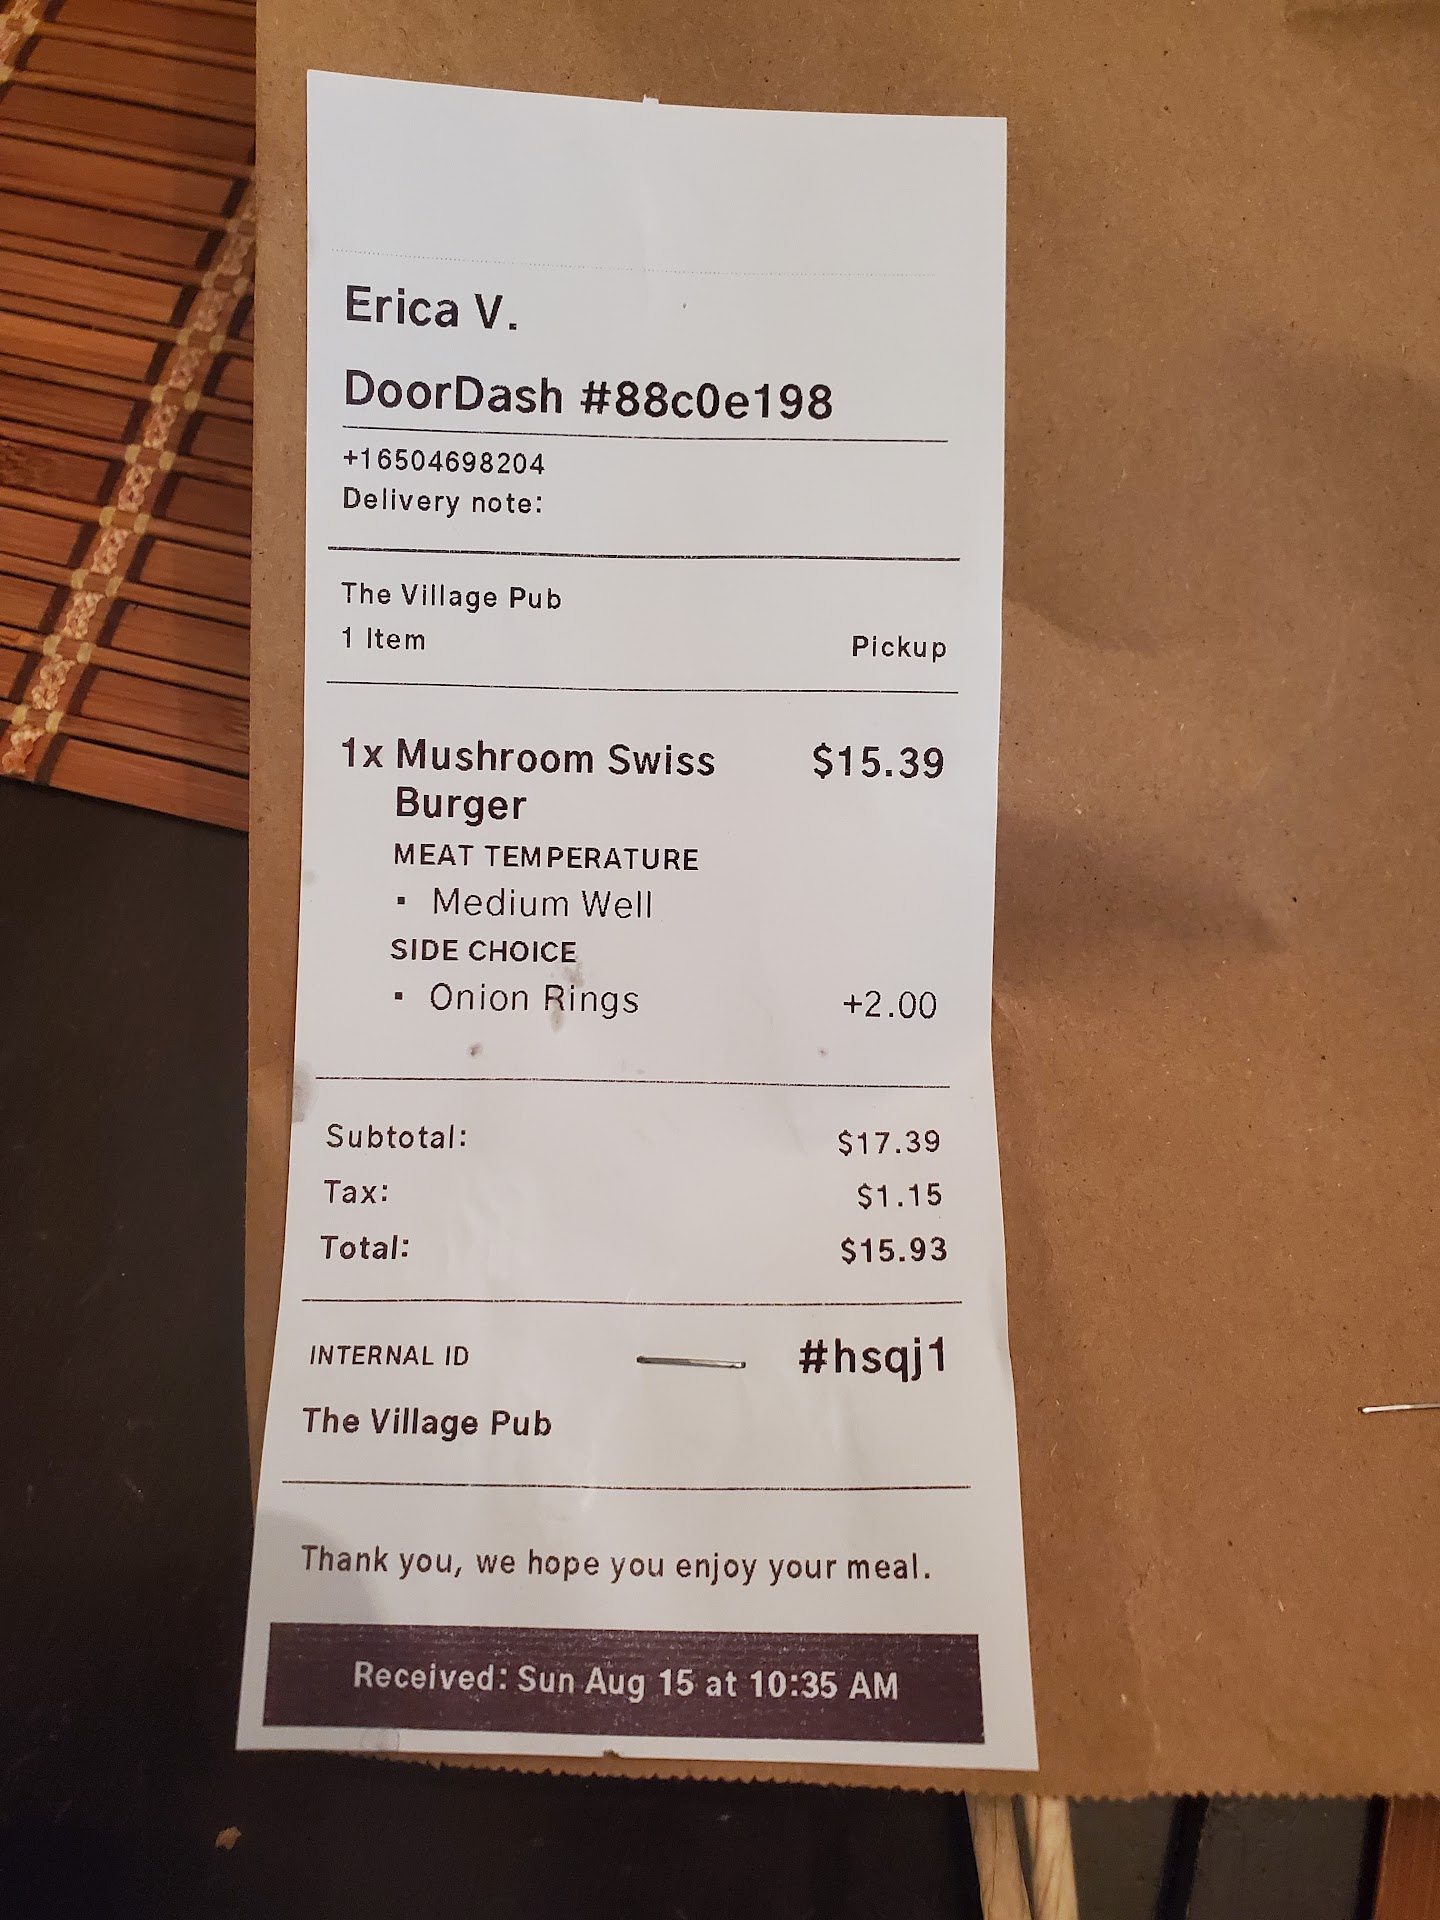 Erica V.
DoorDash #88c0e198
+16504698204
Delivery note:
The Village Pub
1 Item Pickup
1x Mushroom Swiss $15.39
Burger
MEAT TEMPERATURE
▪ Medium Well
SIDE CHOICE
▪ Onion Rings +2.00
Subtotal: $17.39
Tax: $1.15
Total: $15.93
INTERNAL ID #hsqj1
The Village Pub
Thank you, we hope you enjoy your meal.
Received: Sun Aug 15 at 10:35 AM